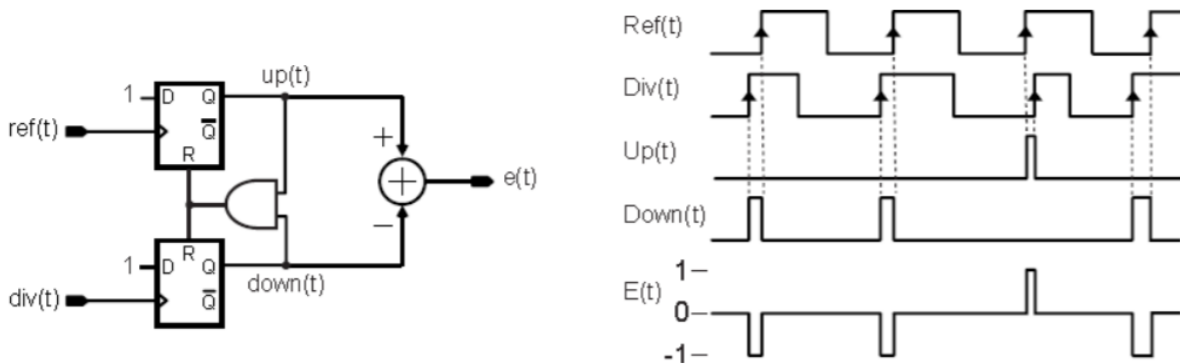 up(t)
1 D Q
Q
ref(t)
R
+
+
e(t)
R
−
1 D Q
down(t)
Q
div(t)
Ref(t)
Div(t)
Up(t)
Down(t)
1
E(t)
0
-1